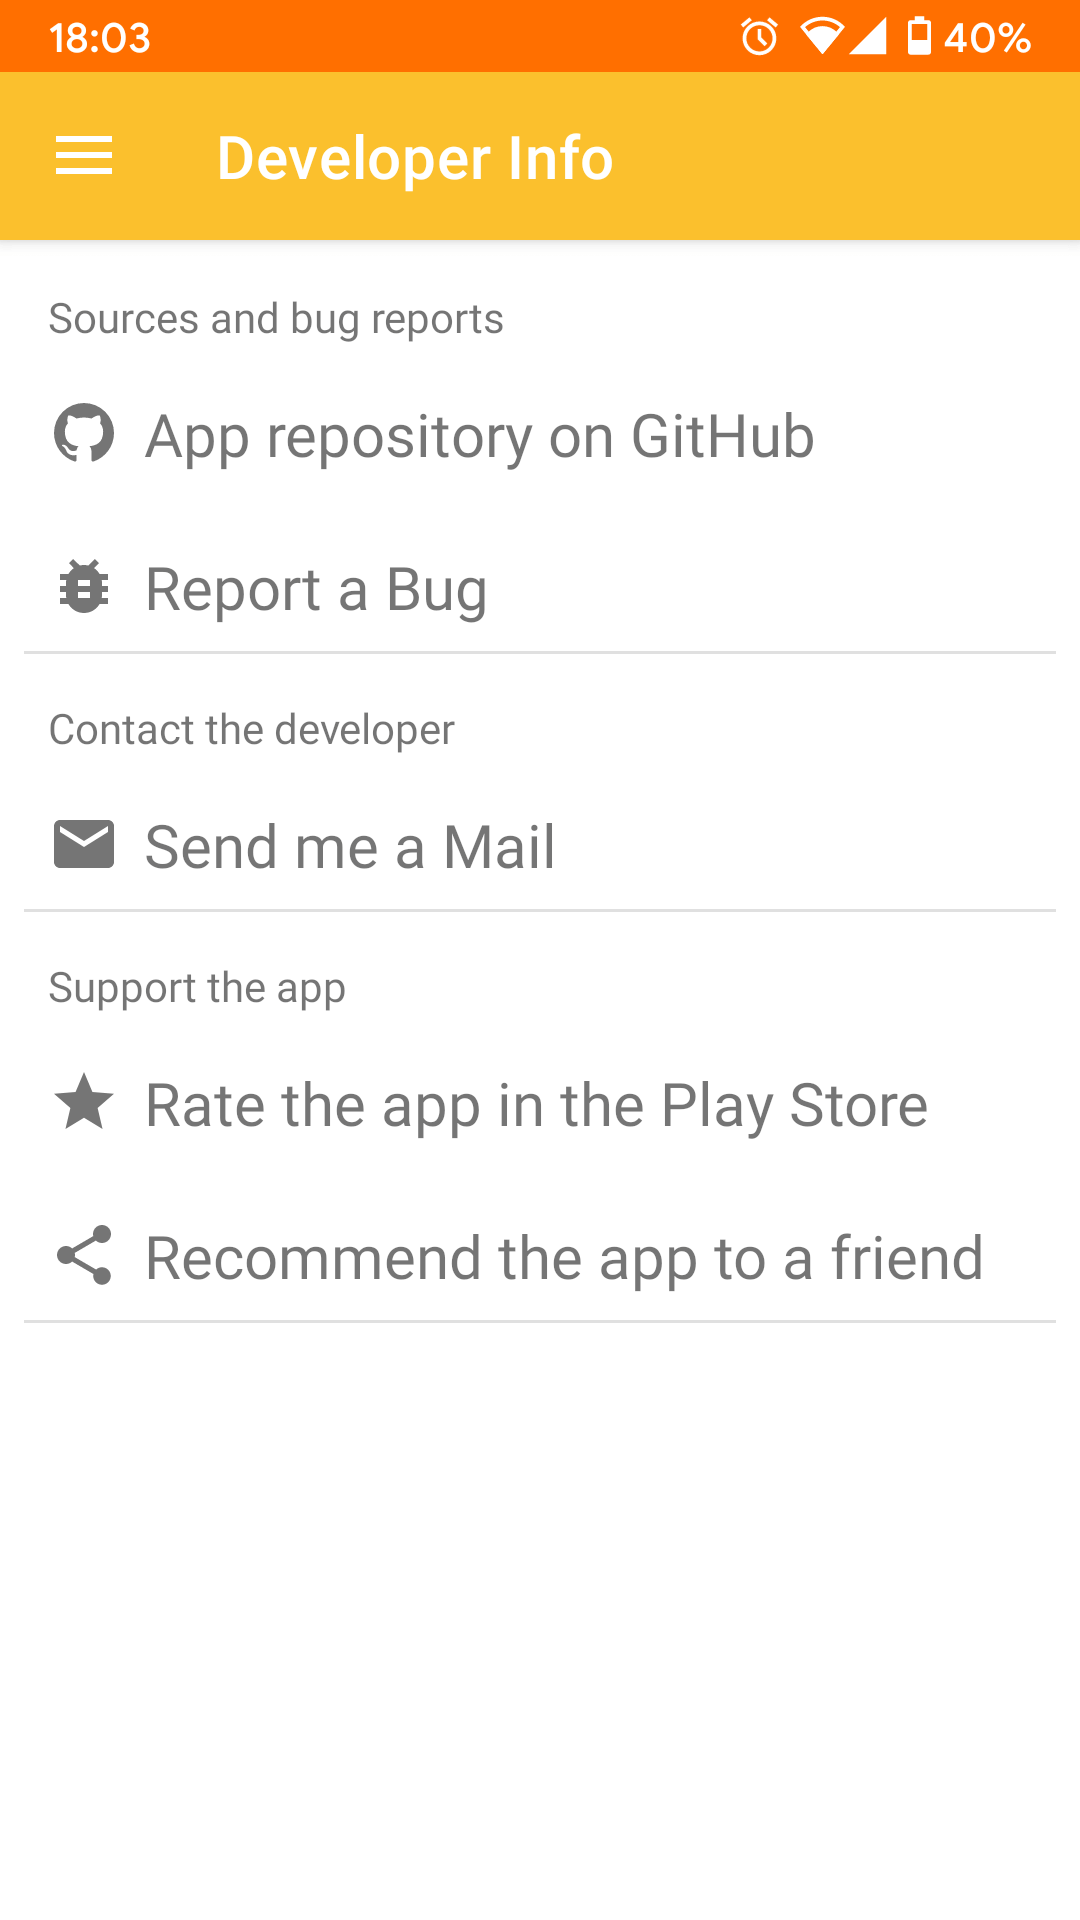 18:03 40%
Developer Info
Sources and bug reports
App repository on GitHub
Report a Bug
Contact the developer
Send me a Mail
Support the app
Rate the app in the Play Store
Recommend the app to a friend